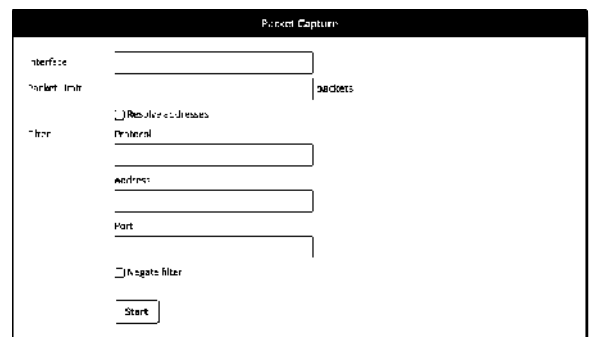 Packet Capture
Interface
Packet limit packets
Resolve addresses
Filter Protocol
Address
Port
Negate filter
Start